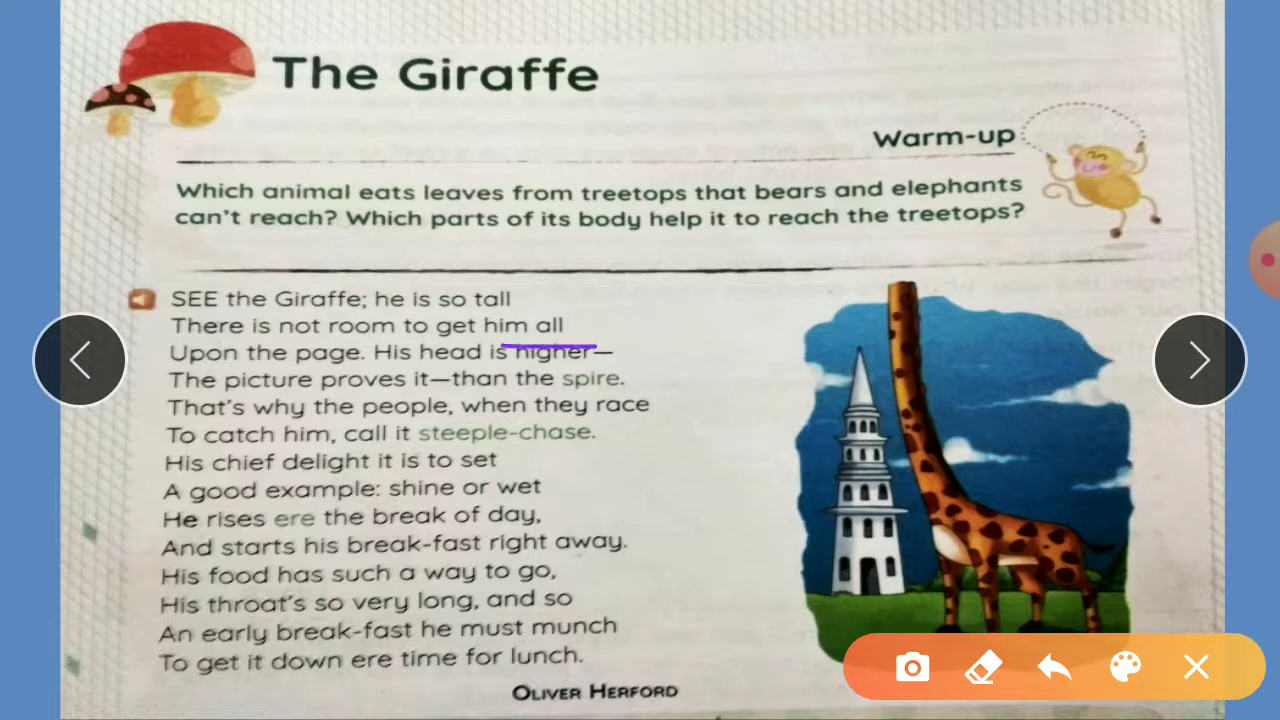 The Giraffe
Warm-up
Which animal eats leaves from treetops that bears and elephants
can't reach? Which parts of its body help it to reach the treetops?
SEE the Giraffe; he is so tall
There is not room to get him all
Upon the page. His head is higher—
The picture proves it—than the spire.
That's why the people, when they race
To catch him, call it steeple-chase.
His chief delight it is to set
A good example: shine or wet
He rises ere the break of day,
And starts his break-fast right away.
His food has such a way to go,
His throat's so very long, and so
An early break-fast he must munch
To get it down ere time for lunch.
OLIVER HERFORD